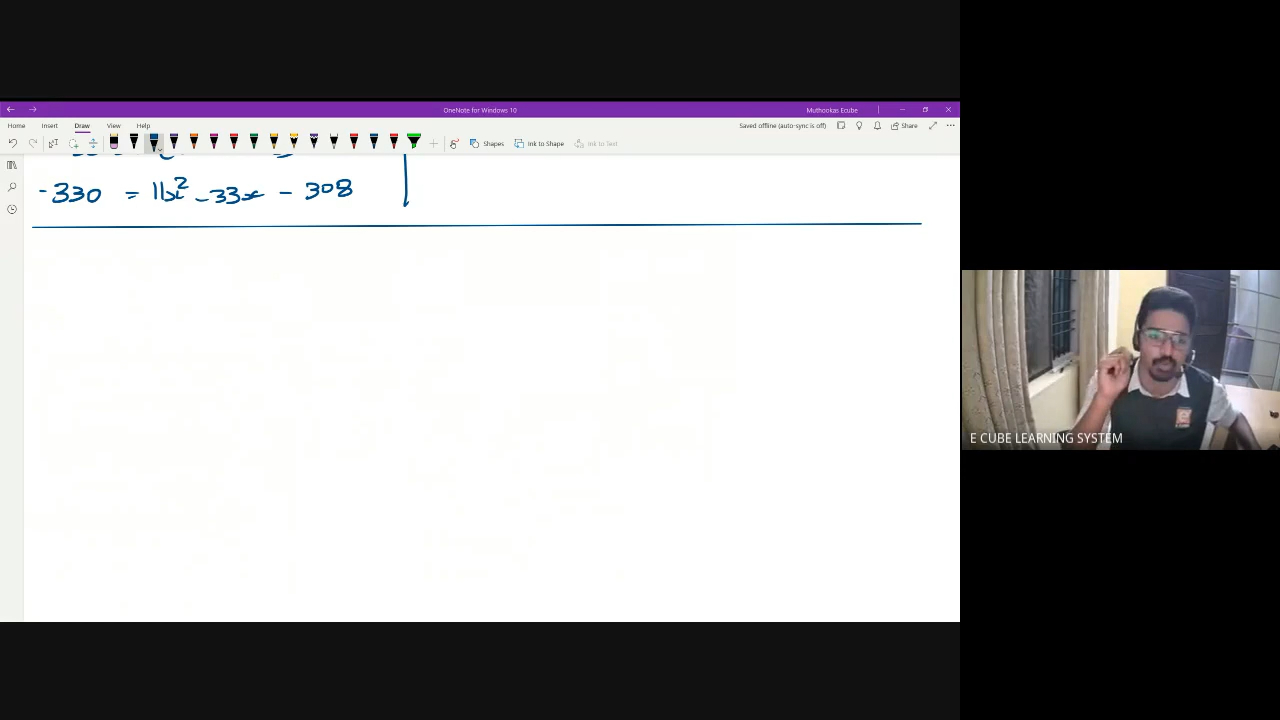 OneNote for Windows 10
Muthookas Ecube
Home Insert Draw View Help
Saved offline (auto-sync is off)
Share
Shapes
Ink to Shape
Ink to Text
-330 = 11x² - 33x - 308
E CUBE LEARNING SYSTEM